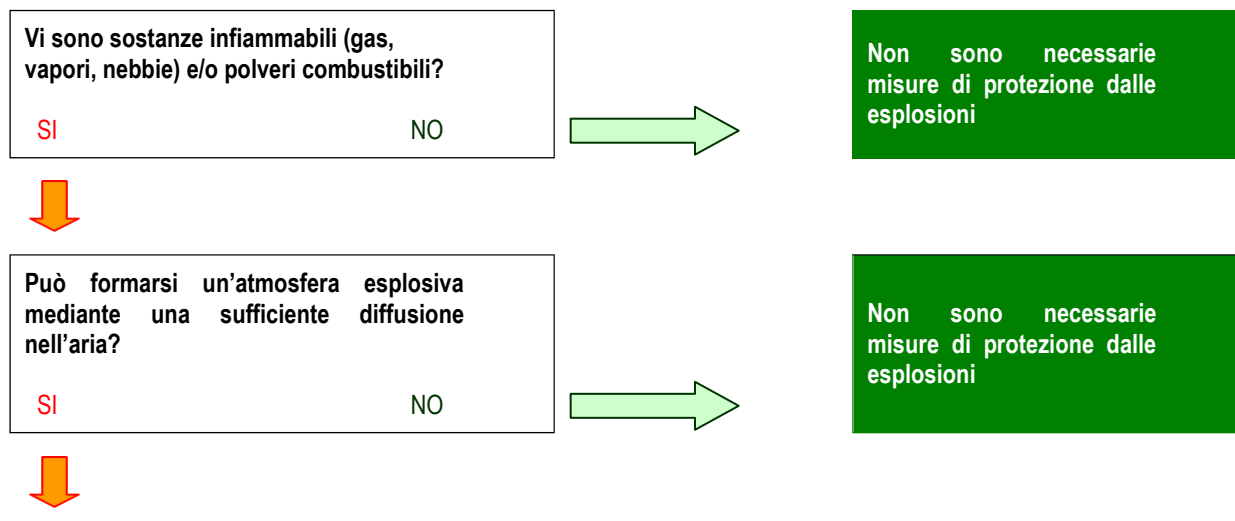 Vi sono sostanze infiammabili (gas,
vapori, nebbie) e/o polveri combustibili?
SI NO
Non sono necessarie
misure di protezione dalle
esplosioni
Può formarsi un’atmosfera esplosiva
mediante una sufficiente diffusione
nell’aria?
SI NO
Non sono necessarie
misure di protezione dalle
esplosioni